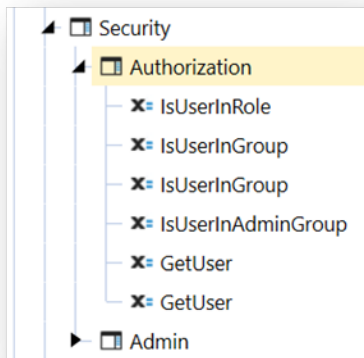 Security
Authorization
X= IsUserInRole
X= IsUserInGroup
X= IsUserInGroup
X= IsUserInAdminGroup
X= GetUser
X= GetUser
Admin